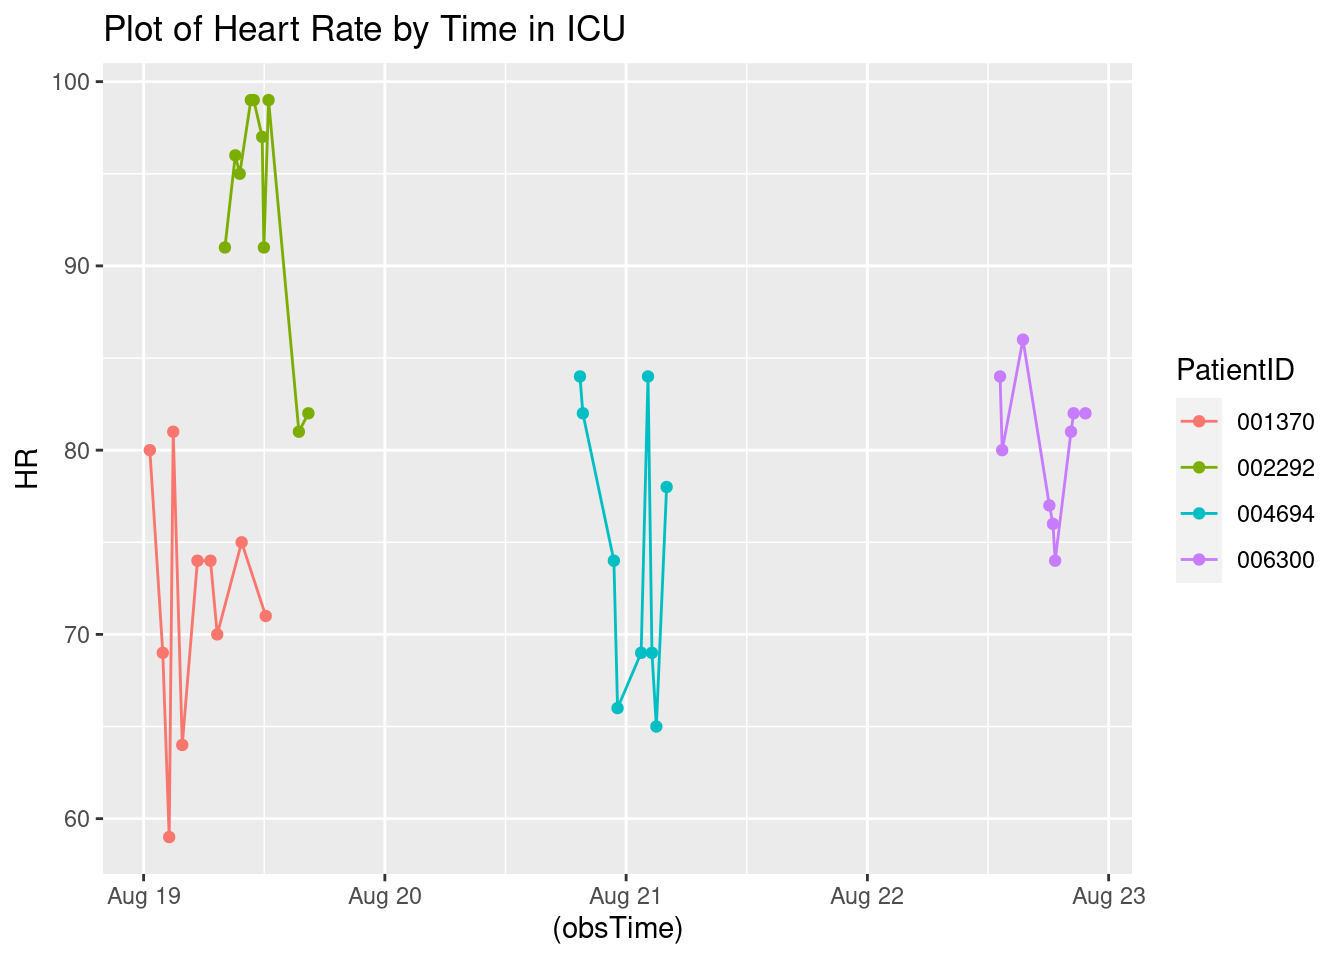 Plot of Heart Rate by Time in ICU
100
90
80
70
60
HR
Aug 19
Aug 20
Aug 21
Aug 22
Aug 23
(obsTime)
PatientID
001370
002292
004694
006300